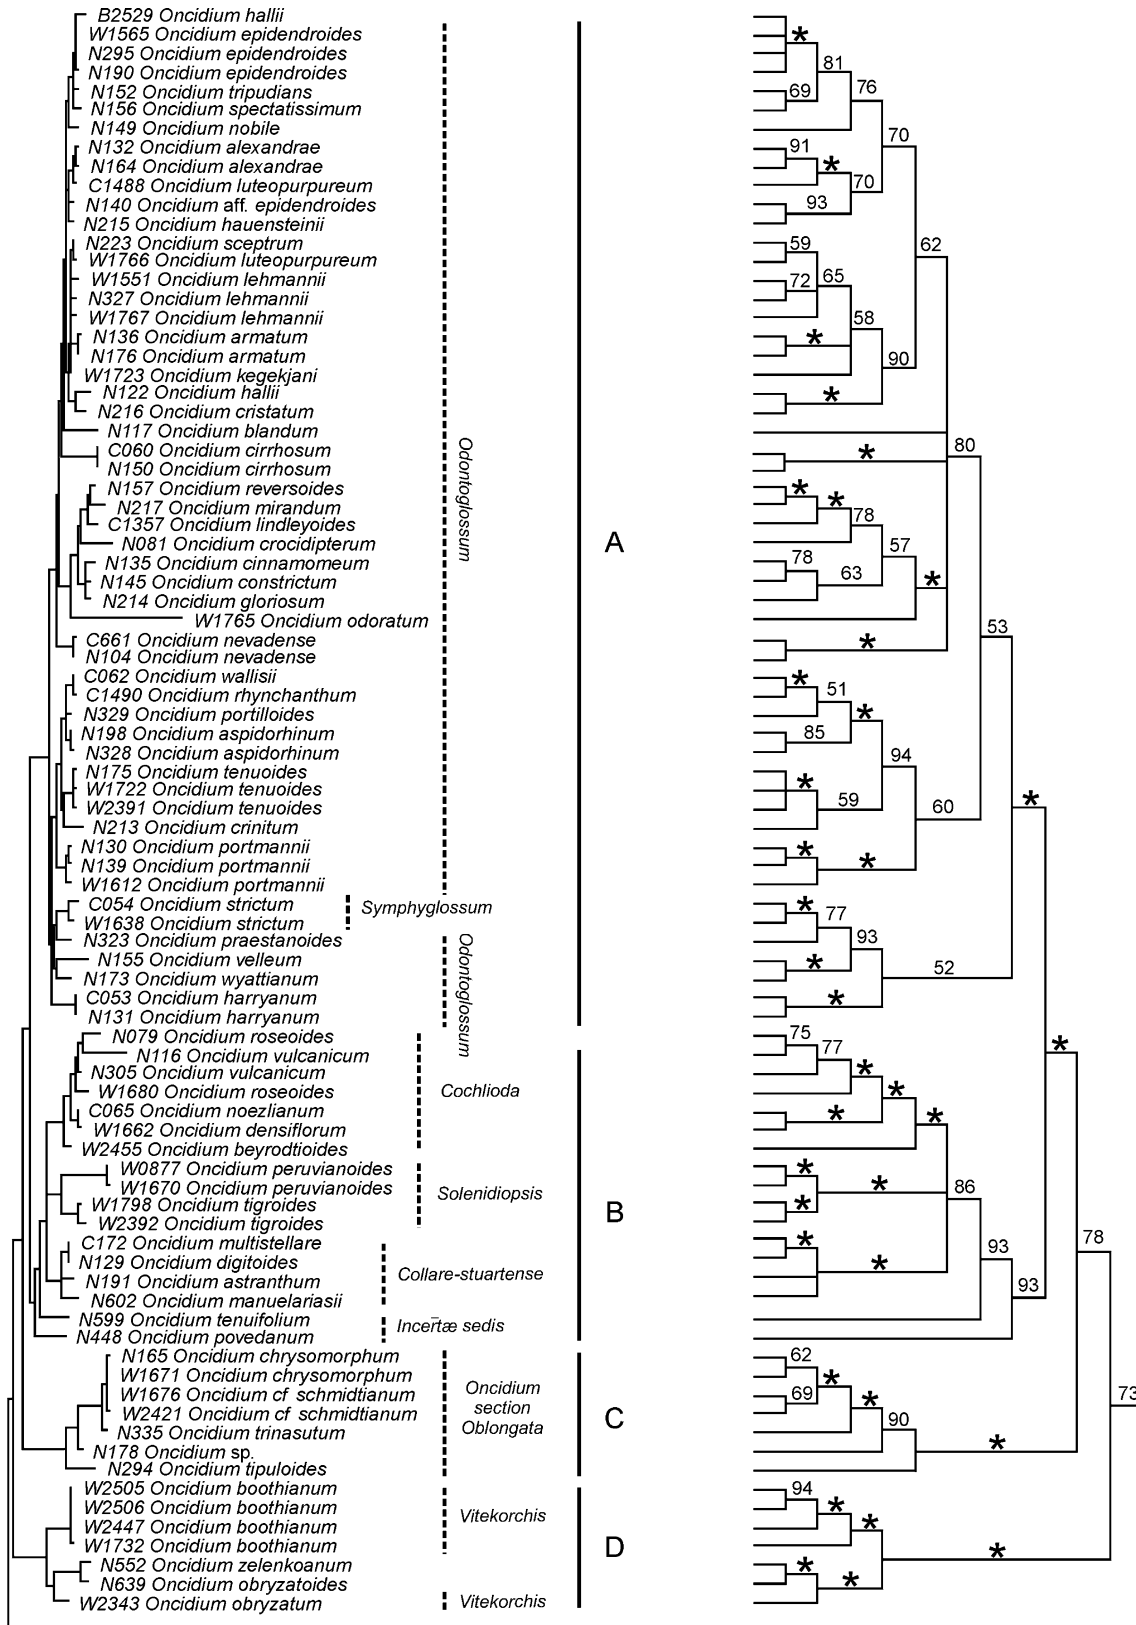 B2529 Oncidium hallii
W1565 Oncidium epidendroides
N295 Oncidium epidendroides
N190 Oncidium epidendroides
N152 Oncidium tripudians
N156 Oncidium spectatissimum
N149 Oncidium nobile
N132 Oncidium alexandrae
N164 Oncidium alexandrae
C1488 Oncidium luteopurpureum
N140 Oncidium aff. epidendroides
N215 Oncidium hauensteinii
N223 Oncidium sceptrum
W1766 Oncidium luteopurpureum
W1551 Oncidium lehmannii
N327 Oncidium lehmannii
W1767 Oncidium lehmannii
N136 Oncidium armatum
N176 Oncidium armatum
W1723 Oncidium kegekjani
N122 Oncidium hallii
N216 Oncidium cristatum
N117 Oncidium blandum
C060 Oncidium cirrhosum
N150 Oncidium cirrhosum
N157 Oncidium reversoides
N217 Oncidium mirandum
C1357 Oncidium lindleyoides
N081 Oncidium crocidipterum
N135 Oncidium cinnamomeum
N145 Oncidium constrictum
N214 Oncidium gloriosum
W1765 Oncidium odoratum
C661 Oncidium nevadense
N104 Oncidium nevadense
C062 Oncidium wallisii
C1490 Oncidium rhynchanthum
N329 Oncidium portilloides
N198 Oncidium aspidorhinum
N328 Oncidium aspidorhinum
N175 Oncidium tenuoides
W1722 Oncidium tenuoides
W2391 Oncidium tenuoides
N213 Oncidium crinitum
N130 Oncidium portmannii
N139 Oncidium portmannii
W1612 Oncidium portmannii
C054 Oncidium strictum
W1638 Oncidium strictum
N323 Oncidium praestanoides
N155 Oncidium velleum
N173 Oncidium wyattianum
C053 Oncidium harryanum
N131 Oncidium harryanum
N079 Oncidium roseoides
N116 Oncidium vulcanicum
N305 Oncidium vulcanicum
W1680 Oncidium roseoides
C065 Oncidium noezlianum
W1662 Oncidium densiflorum
W2455 Oncidium beyrodtioides
W0877 Oncidium peruvianoides
W1670 Oncidium peruvianoides
W1798 Oncidium tigroides
W2392 Oncidium tigroides
C172 Oncidium multistellare
N129 Oncidium digitoides
N191 Oncidium astranthum
N602 Oncidium manuelariasii
N599 Oncidium tenuifolium
N448 Oncidium povedanum
N165 Oncidium chrysomorphum
W1671 Oncidium chrysomorphum
W1676 Oncidium cf schmidtianum
W2421 Oncidium cf schmidtianum
N335 Oncidium trinasutum
N178 Oncidium sp.
N294 Oncidium tipuloides
W2505 Oncidium boothianum
W2506 Oncidium boothianum
W2447 Oncidium boothianum
W1732 Oncidium boothianum
N552 Oncidium zelenkoanum
N639 Oncidium obryzatoides
W2343 Oncidium obryzatum
Odontoglossum
Symphyglossum
Odontoglossum
Cochlioda
Solenidiopsis
Collare-stuartense
Incertæ sedis
Oncidium
section
Oblongata
Vitekorchis
Vitekorchis
A
B
C
D
*
81
69
76
70
91
*
70
93
62
59
72
65
58
*
90
*
80
*
*
*
78
57
78
63
*
53
*
*
51
*
85
94
*
59
60
*
*
*
*
77
93
*
52
*
75
77
*
*
*
*
*
*
*
*
86
*
*
93
93
78
62
*
69
*
90
*
73
94
*
*
*
*
*